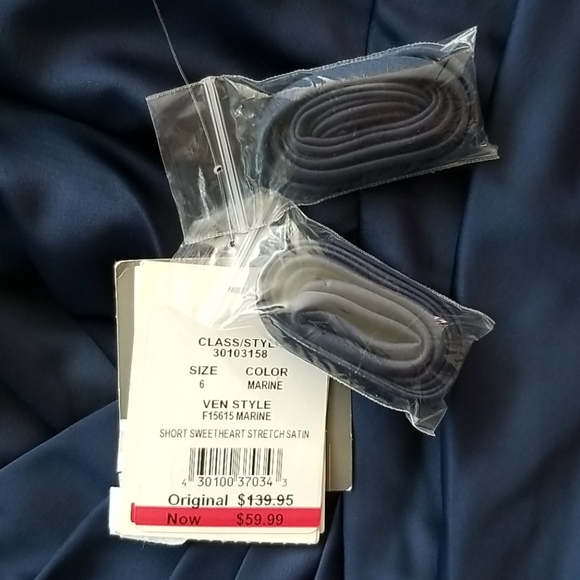 CLASS/STYL
30103158
SIZE COLOR
6 MARINE
VEN STYLE
F15615 MARINE
SHORT SWEETHEART STRETCH SATIN
4 30100 37034 3
Original $139.95
Now $59.99